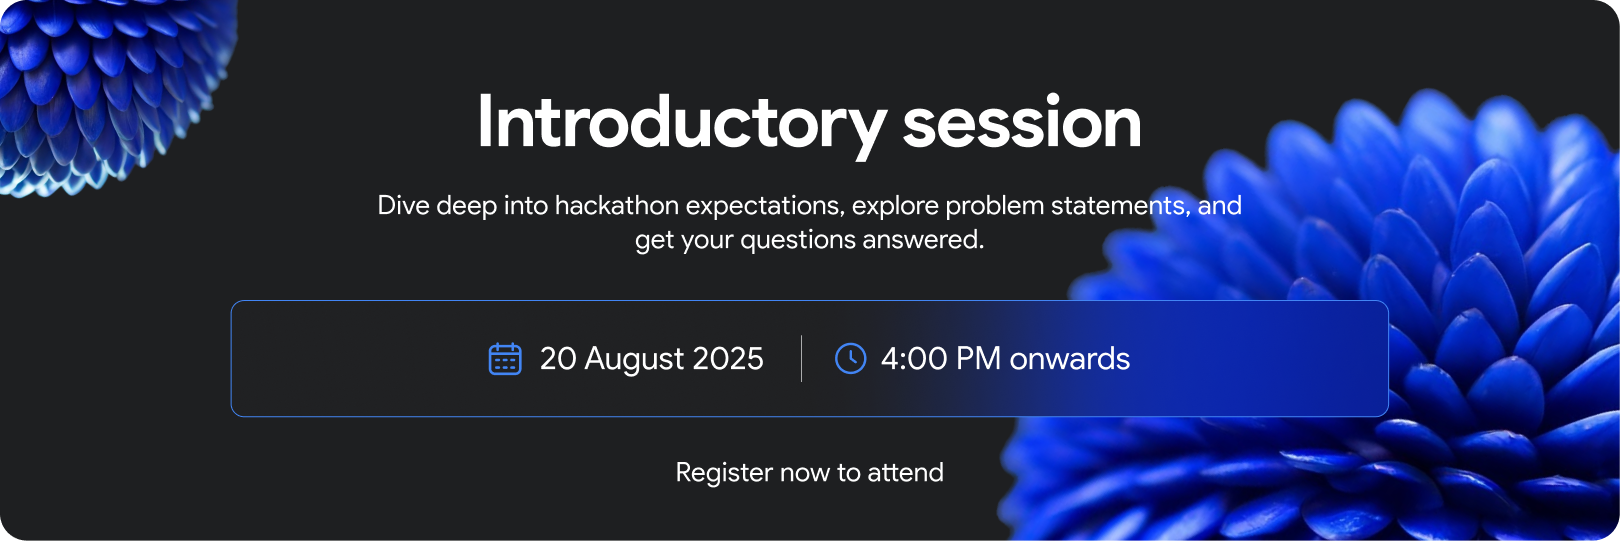 Introductory session
Dive deep into hackathon expectations, explore problem statements, and
get your questions answered.
20 August 2025 4:00 PM onwards
Register now to attend